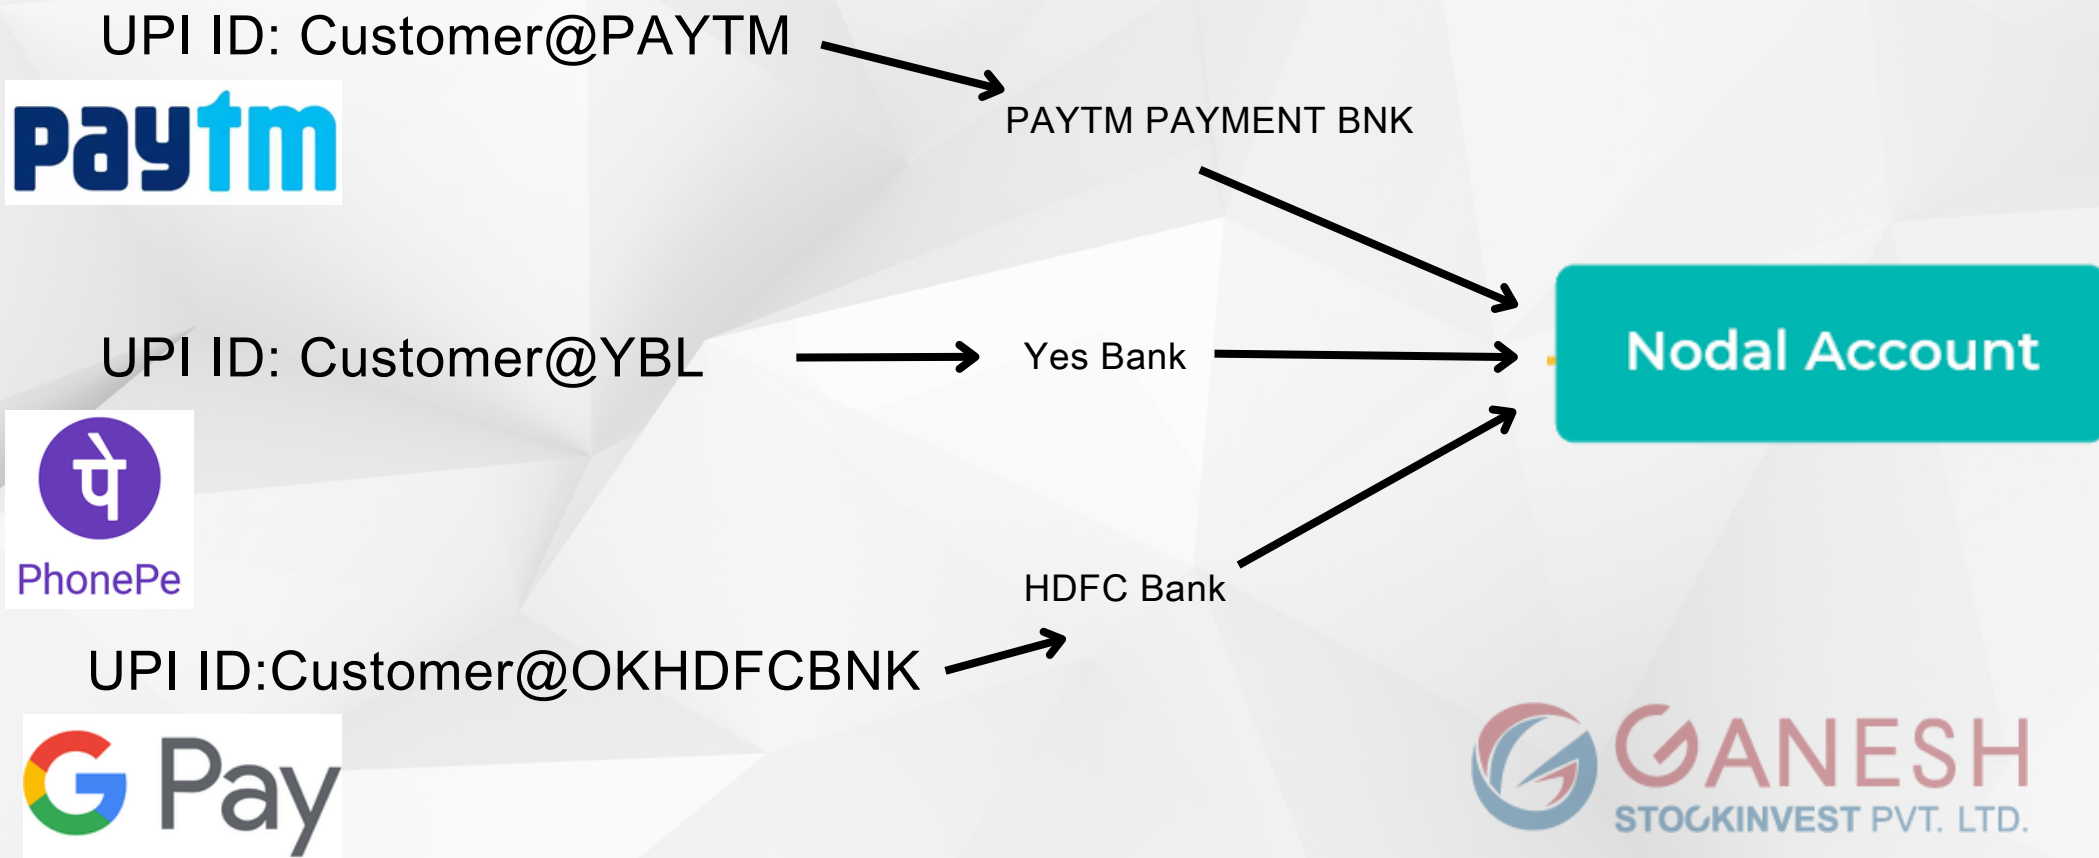 UPI ID: Customer@PAYTM
paytm
PAYTM PAYMENT BNK
UPI ID: Customer@YBL
Yes Bank
Nodal Account
पे
PhonePe
HDFC Bank
UPI ID:Customer@OKHDFCBNK
G Pay
GANESH
STOCKINVEST PVT. LTD.